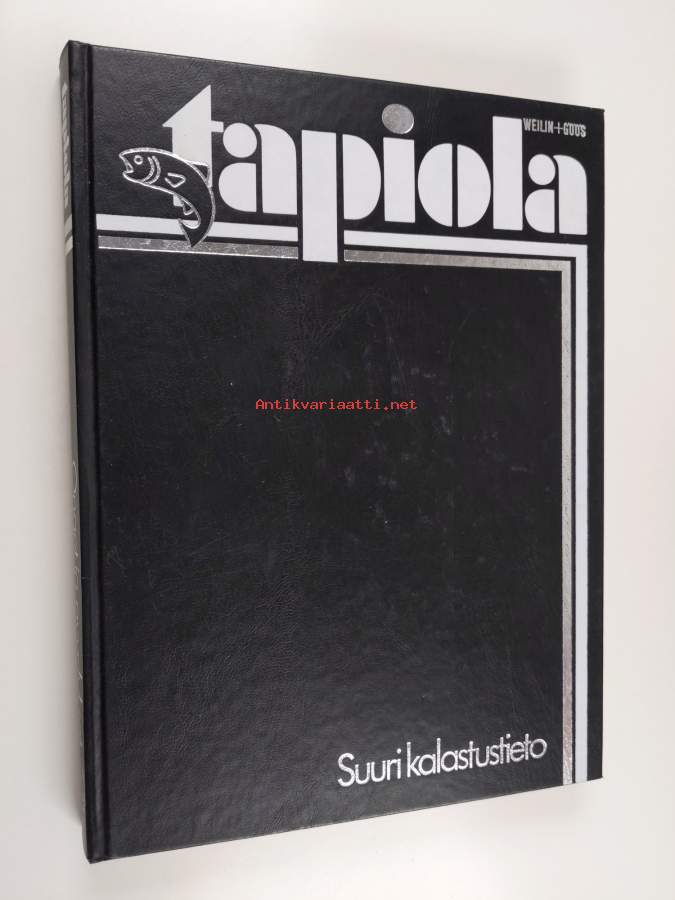 WEILIN+GÖÖS
tapiola
Antikvariaatti.net
Suuri kalastustieto